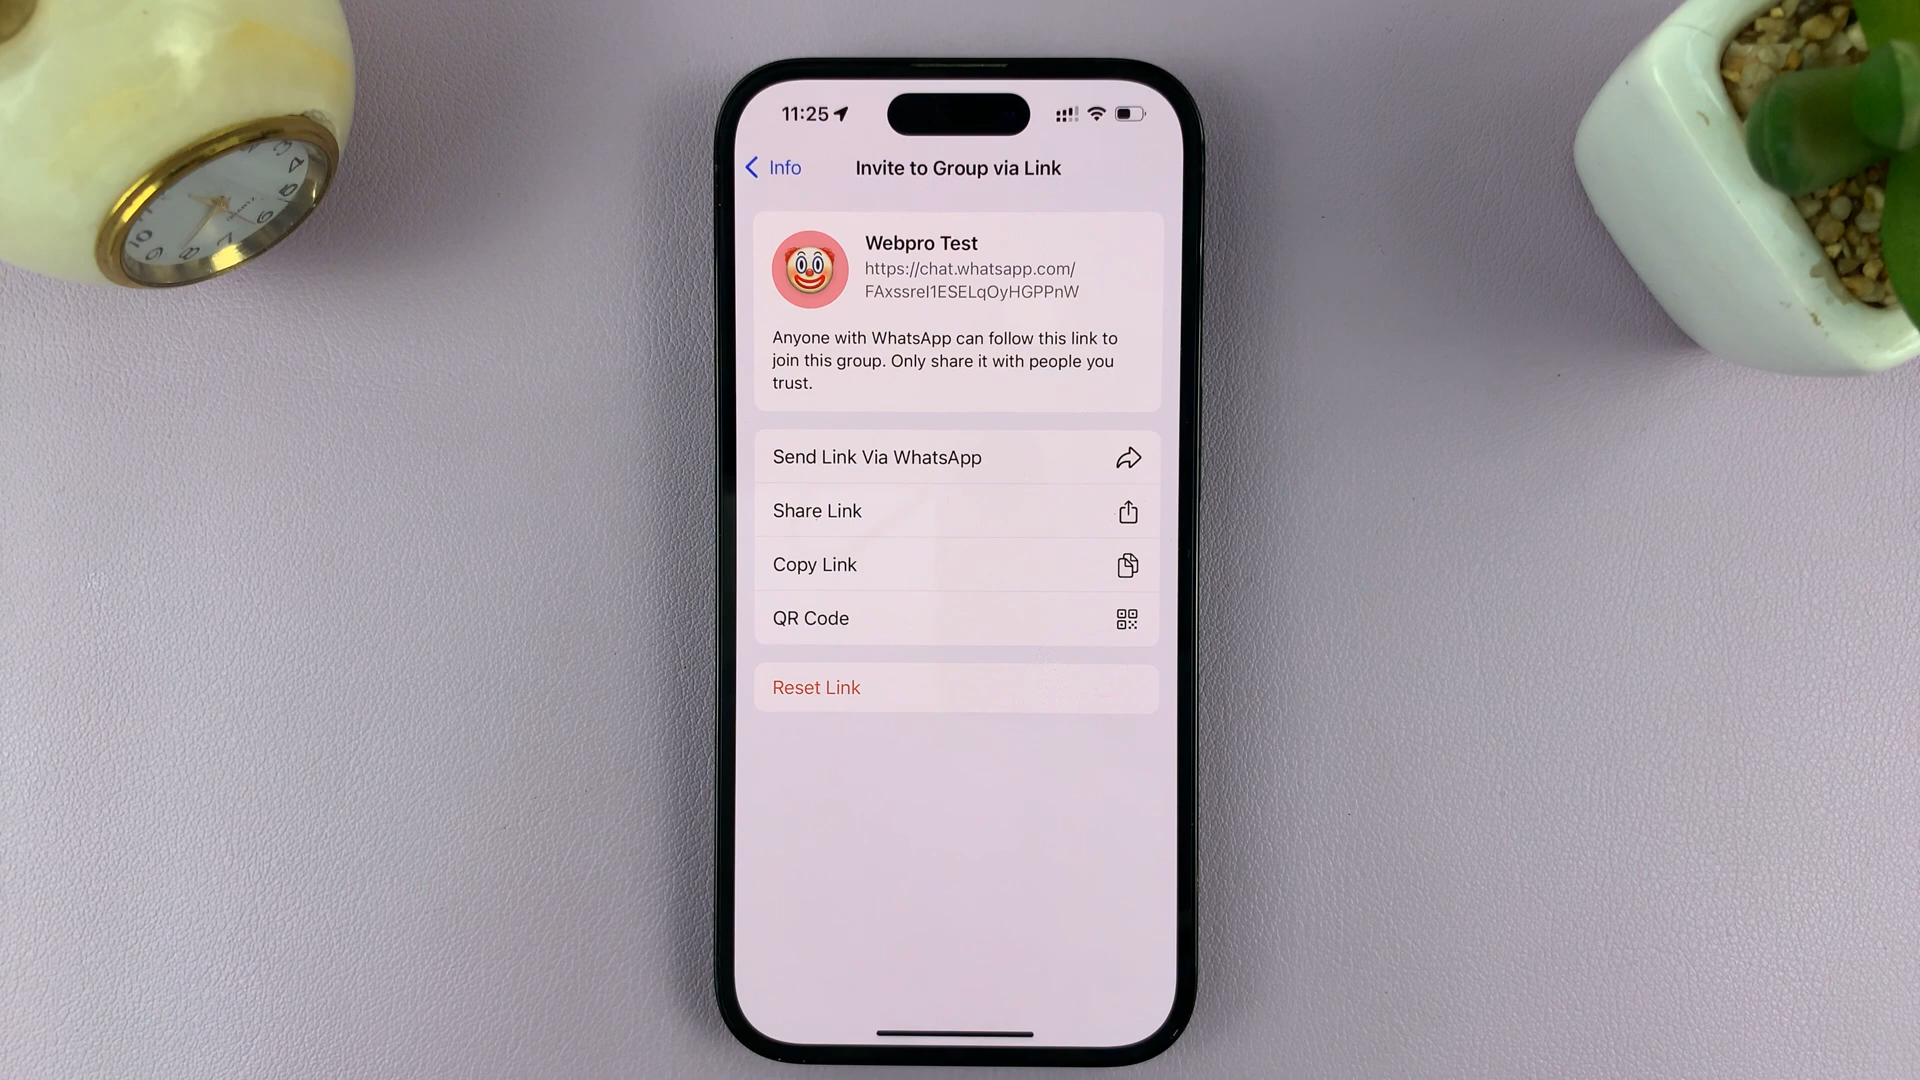 11:25
Info
Invite to Group via Link
Webpro Test
https://chat.whatsapp.com/
FAxssreI1ESELqOyHGPPnW
Anyone with WhatsApp can follow this link to
join this group. Only share it with people you
trust.
Send Link Via WhatsApp
Share Link
Copy Link
QR Code
Reset Link